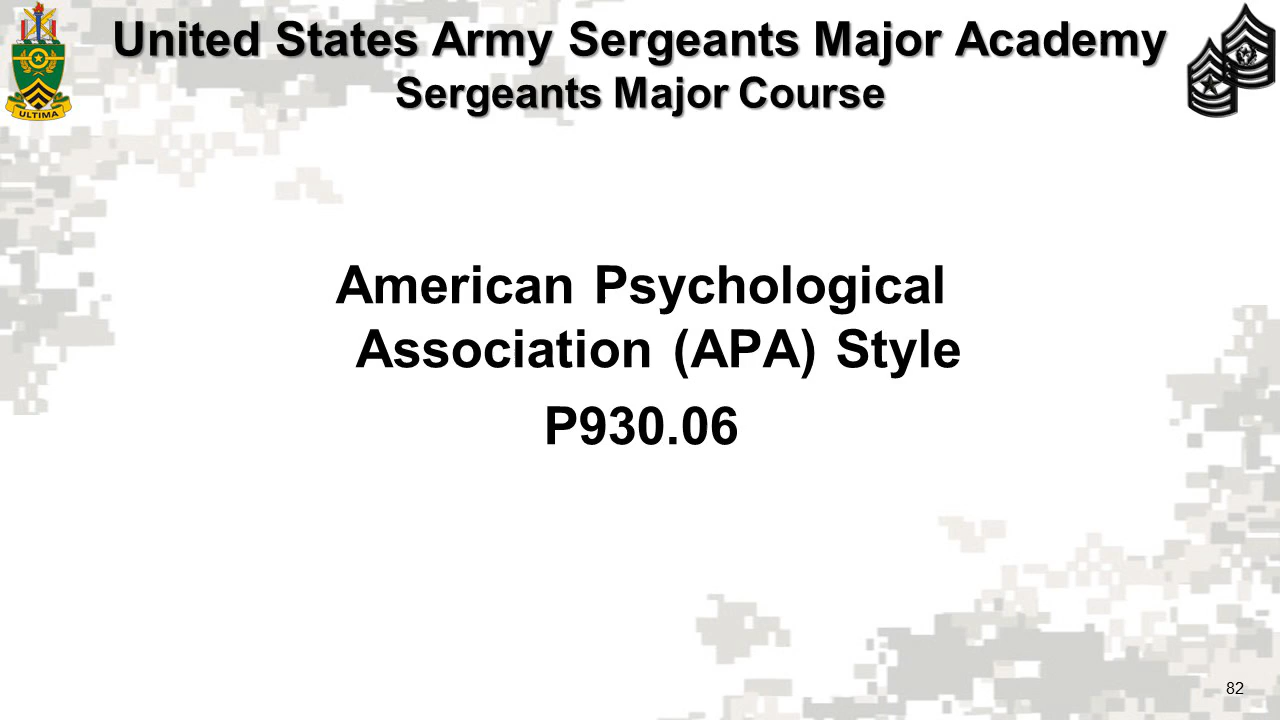 United States Army Sergeants Major Academy
Sergeants Major Course
ULTIMA
American Psychological
Association (APA) Style
P930.06
82